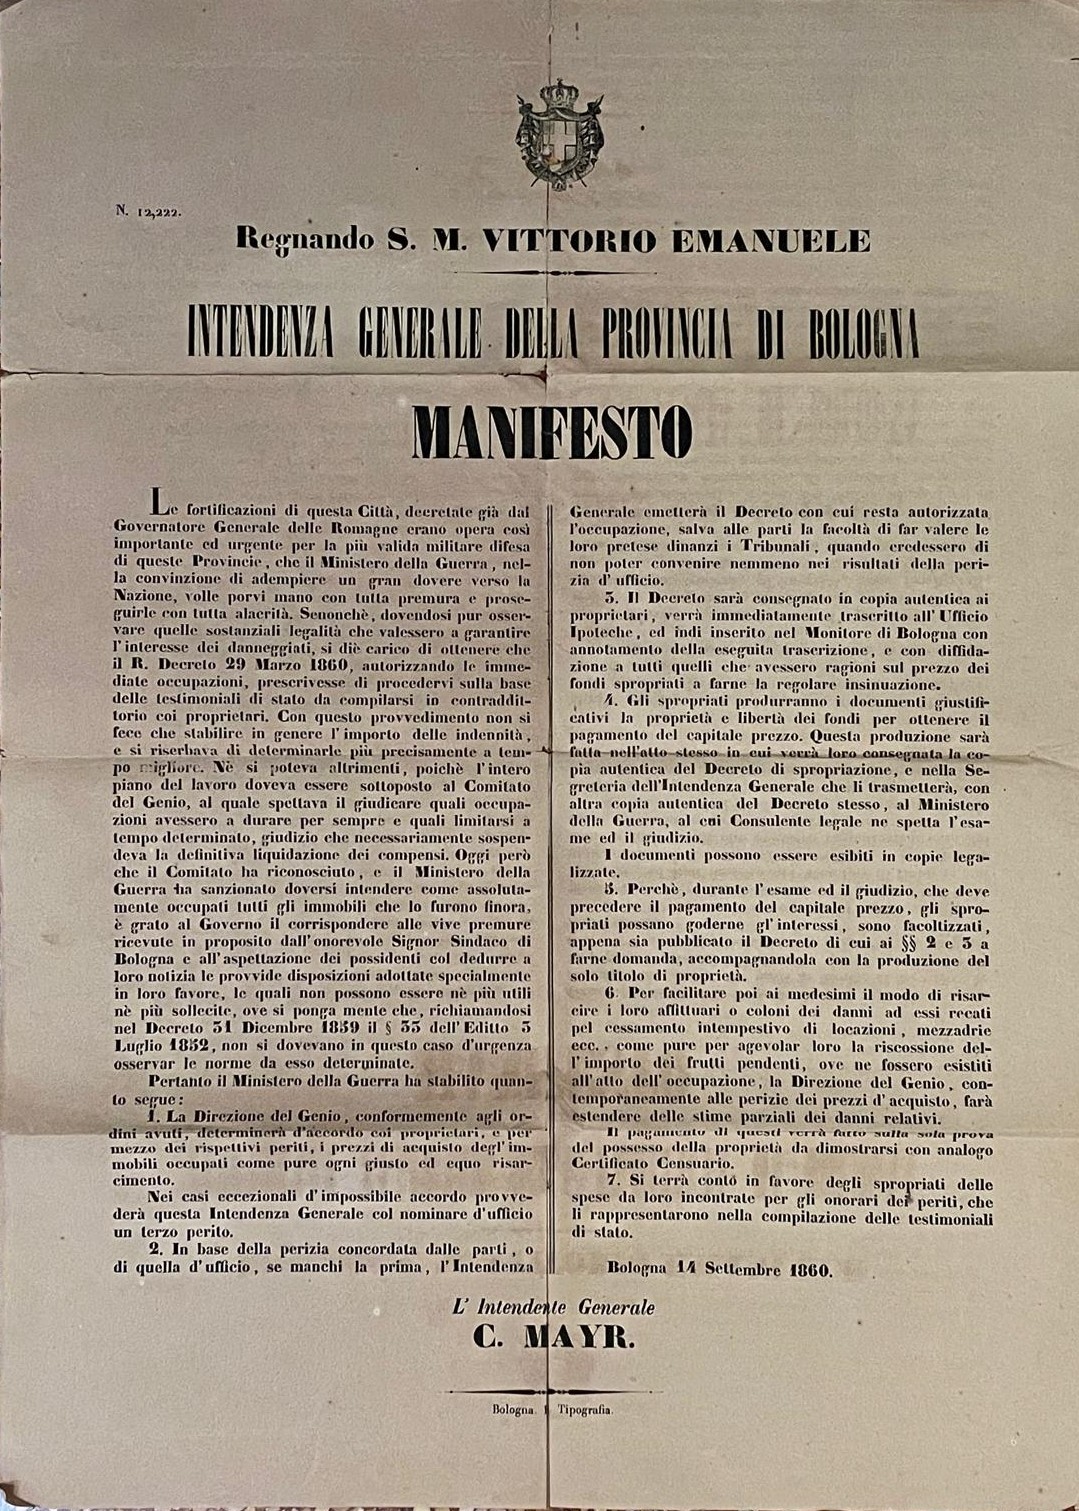 N. 12,222.
Regnando S. M. VITTORIO EMANUELE
INTENDENZA GENERALE DELLA PROVINCIA DI BOLOGNA
MANIFESTO
Le fortificazioni di questa Città, decretate già dal
Governatore Generale delle Romagne erano opera così
importante ed urgente per la più valida militare difesa
di queste Provincie, che il Ministero della Guerra, nel-
la convinzione di adempiere un gran dovere verso la
Nazione, volle porvi mano con tutta premura e prose-
guirle con tutta alacrità. Senonchè, dovendosi pur osser-
vare quelle sostanziali legalità che valessero a garantire
l'interesse dei danneggiati, si diè carico di ottenere che
il R. Decreto 29 Marzo 1860, autorizzando le imme-
diate occupazioni, prescrivesse di procedervi sulla base
delle testimoniali di stato da compilarsi in contraddit-
torio coi proprietari. Con questo provvedimento non si
fece che stabilire in genere l'importo delle indennità,
e si riserbava di determinarle più precisamente a tem-
po migliore. Nè si poteva altrimenti, poichè l'intero
piano del lavoro doveva essere sottoposto al Comitato
del Genio, al quale spettava il giudicare quali occupa-
zioni avessero a durare per sempre e quali limitarsi a
tempo determinato, giudizio che necessariamente sospen-
deva la definitiva liquidazione dei compensi. Oggi però
che il Comitato ha riconosciuto, e il Ministero della
Guerra ha sanzionato doversi intendere come assoluta-
mente occupati tutti gli immobili che lo furono finora,
è grato al Governo il corrispondere alle vive premure
ricevute in proposito dall'onorevole Signor Sindaco di
Bologna e all'aspettazione dei possidenti col dedurre a
loro notizia le provvide disposizioni adottate specialmente
in loro favore, le quali non possono essere nè più utili
nè più sollecite, ove si ponga mente che, richiamandosi
nel Decreto 31 Dicembre 1859 il § 33 dell'Editto 3
Luglio 1852, non si dovevano in questo caso d'urgenza
osservar le norme da esso determinate.
Pertanto il Ministero della Guerra ha stabilito quan-
to segue:
1. La Direzione del Genio, conformemente agli or-
dini avuti, determinerà d'accordo coi proprietari, e per
mezzo dei rispettivi periti, i prezzi di acquisto degl'im-
mobili occupati come pure ogni giusto ed equo risar-
cimento.
Nei casi eccezionali d'impossibile accordo provve-
derà questa Intendenza Generale col nominare d'ufficio
un terzo perito.
2. In base della perizia concordata dalle parti, o
di quella d'ufficio, se manchi la prima, l'Intendenza
Generale emetterà il Decreto con cui resta autorizzata
l'occupazione, salva alle parti la facoltà di far valere le
loro pretese dinanzi i Tribunali, quando credessero di
non poter convenire nemmeno nei risultati della peri-
zia d'ufficio.
3. Il Decreto sarà consegnato in copia autentica ai
proprietari, verrà immediatamente trascritto all'Ufficio
Ipoteche, ed indi inserito nel Monitore di Bologna con
annotamento della eseguita trascrizione, e con diffida-
zione a tutti quelli che avessero ragioni sul prezzo dei
fondi spropriati a farne la regolare insinuazione.
4. Gli spropriati produrranno i documenti giustifi-
cativi la proprietà e libertà dei fondi per ottenere il
pagamento del capitale prezzo. Questa produzione sarà
fatta nell'atto stesso in cui verrà loro consegnata la co-
pia autentica del Decreto di spropriazione, e nella Se-
greteria dell'Intendenza Generale che li trasmetterà, con
altra copia autentica del Decreto stesso, al Ministero
della Guerra, al cui Consulente legale ne spetta l'esa-
me ed il giudizio.
I documenti possono essere esibiti in copie lega-
lizzate.
5. Perchè, durante l'esame ed il giudizio, che deve
precedere il pagamento del capitale prezzo, gli spro-
priati possano goderne gl'interessi, sono facoltizzati,
appena sia pubblicato il Decreto di cui ai §§ 2 e 3 a
farne domanda, accompagnandola con la produzione del
solo titolo di proprietà.
6. Per facilitare poi ai medesimi il modo di risar-
cire i loro affittuari o coloni dei danni ad essi recati
pel cessamento intempestivo di locazioni, mezzadrie
ecc., come pure per agevolar loro la riscossione del-
l'importo dei frutti pendenti, ove ne fossero esistiti
all'atto dell'occupazione, la Direzione del Genio, con-
temporaneamente alle perizie dei prezzi d'acquisto, farà
estendere delle stime parziali dei danni relativi.
Il pagamento di questi verrà fatto sulla sola prova
del possesso della proprietà da dimostrarsi con analogo
Certificato Censuario.
7. Si terrà conto in favore degli spropriati delle
spese da loro incontrate per gli onorari dei periti, che
li rappresentarono nella compilazione delle testimoniali
di stato.
Bologna 14 Settembre 1860.
L'Intendente Generale
C. MAYR.
Bologna. Tipografia.